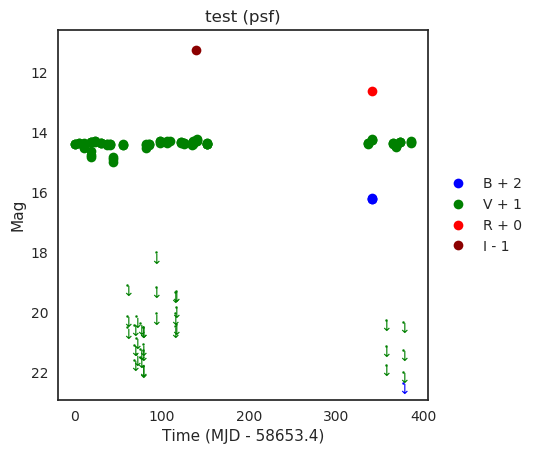 test (psf)
Mag
12
14
16
18
20
22
0
100
200
300
400
Time (MJD - 58653.4)
B + 2
V + 1
R + 0
I - 1